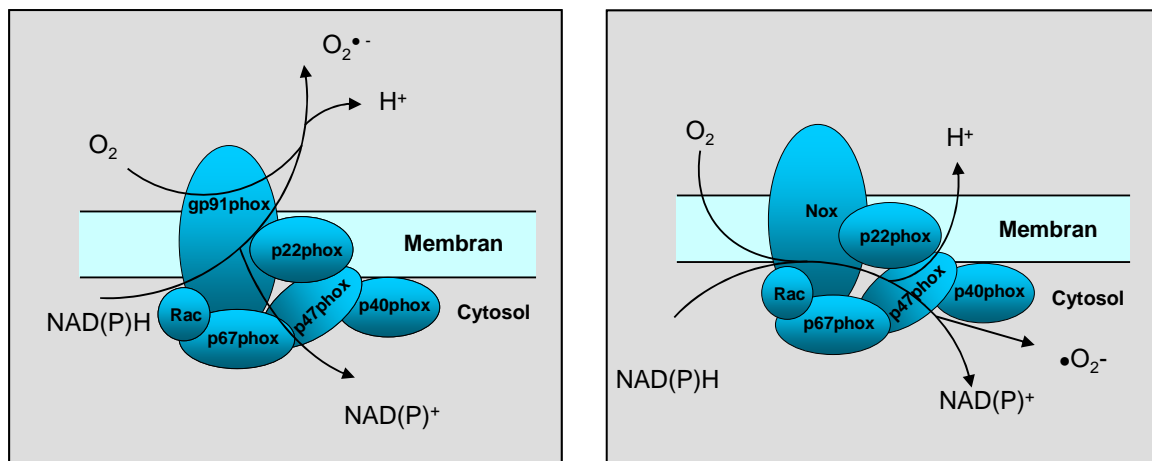 O₂•-
H⁺
O₂
gp91phox
Membran
p22phox
p47phox
p40phox
Cytosol
NAD(P)H
Rac
p67phox
NAD(P)⁺
O₂
H⁺
Nox
p22phox
Membran
Rac
p47phox
p40phox
Cytosol
p67phox
NAD(P)H
•O₂-
NAD(P)⁺